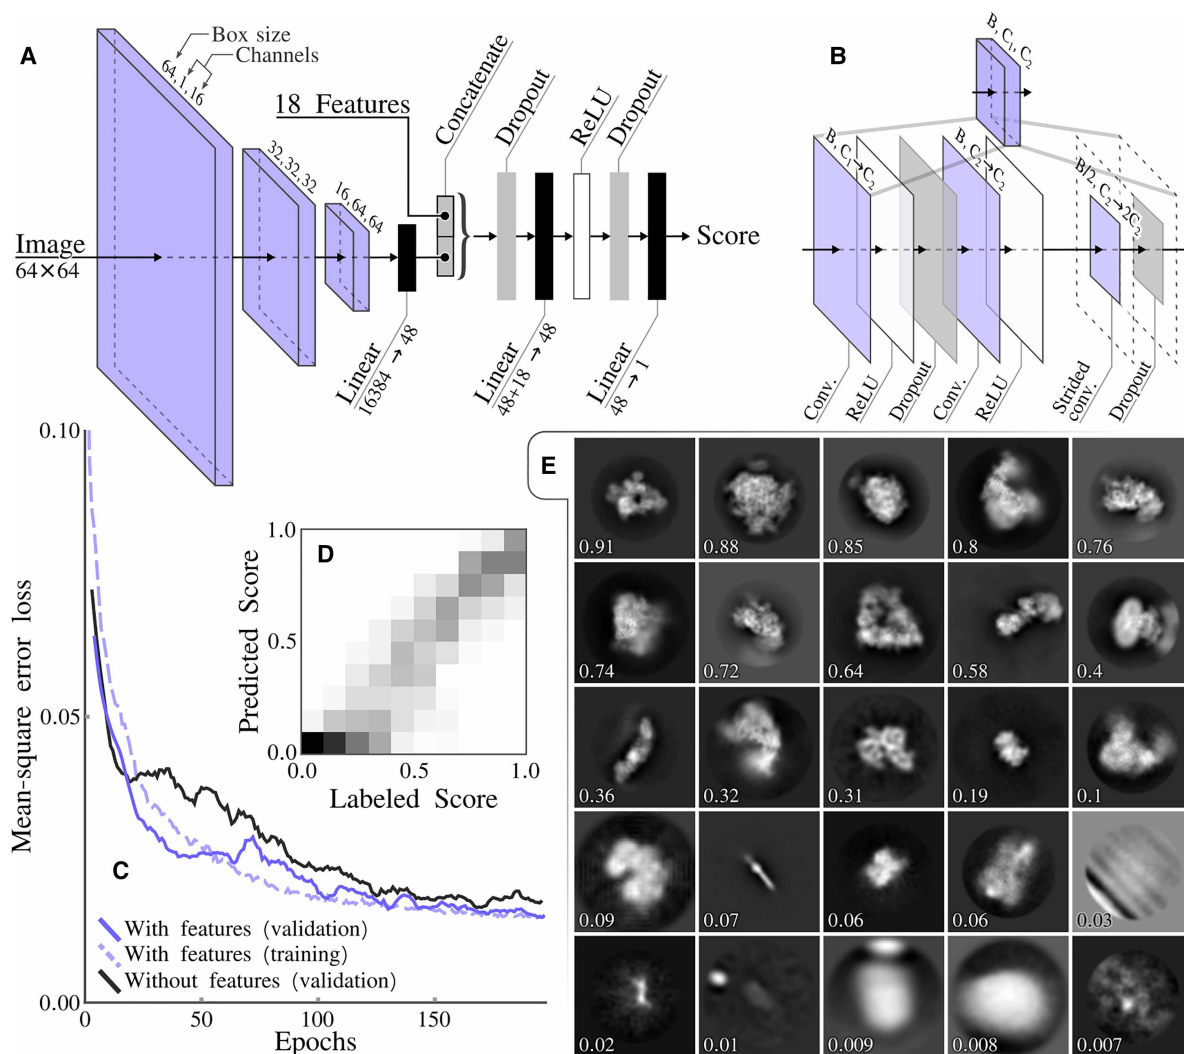 A
Box size
Channels
64,1,16
32,32,32
16,64,64
18 Features
Concatenate
Dropout
ReLU
Dropout
Image
64×64
Score
Linear
16384 → 48
Linear
48+18 → 48
Linear
48 → 1
B
B, C₁, C₂
B, C₁→C₂
B, C₂→C₂
B/2, C₂→2C₂
Conv.
ReLU
Dropout
Conv.
ReLU
Strided
conv.
Dropout
C
Mean-square error loss
0.10
0.05
0.00
0
50
100
150
Epochs
With features (validation)
With features (training)
Without features (validation)
D
Predicted Score
1.0
0.5
0.0
0.0
0.5
1.0
Labeled Score
E
0.91
0.88
0.85
0.8
0.76
0.74
0.72
0.64
0.58
0.4
0.36
0.32
0.31
0.19
0.1
0.09
0.07
0.06
0.06
0.03
0.02
0.01
0.009
0.008
0.007